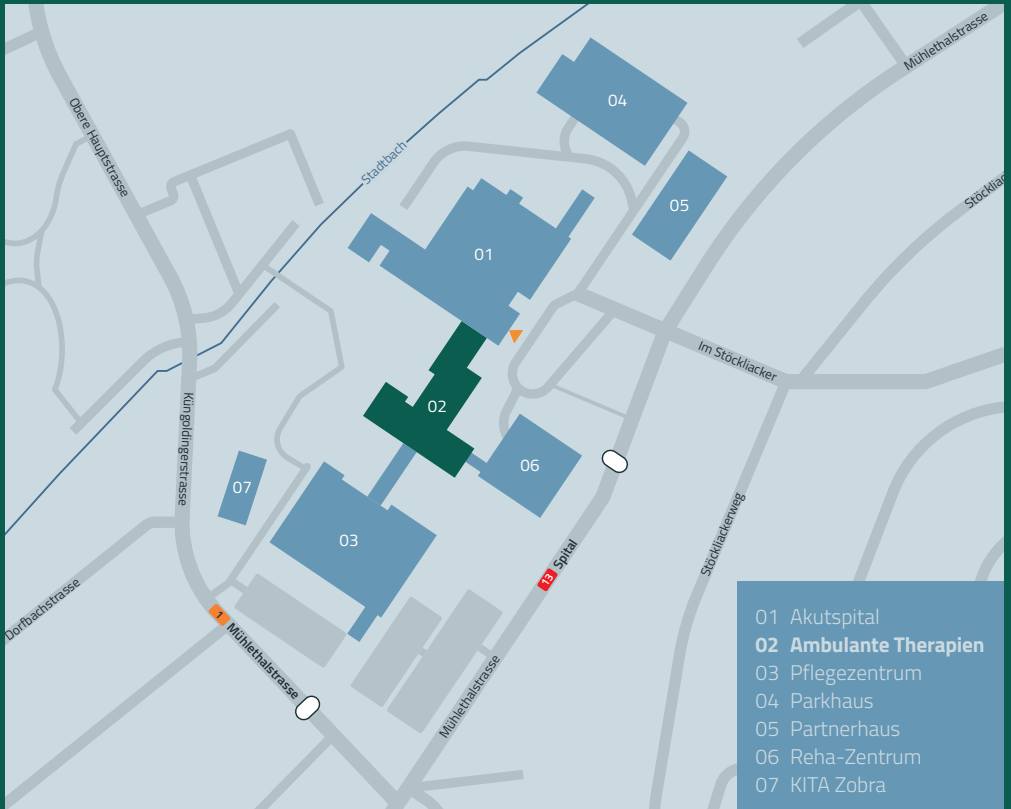 Mühlethalstrasse
04
Obere Hauptstrasse
Stadtbach
05
01
Im Stöckliacker
02
Küngoldingerstrasse
06
07
03
Stöckliackerweg
13 Spital
Dorfbachstrasse
1 Mühlethalstrasse
Mühlethalstrasse
01 Akutspital
02 Ambulante Therapien
03 Pflegezentrum
04 Parkhaus
05 Partnerhaus
06 Reha-Zentrum
07 KITA Zobra